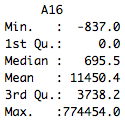 A16
Min. : -837.0
1st Qu.: 0.0
Median : 695.5
Mean : 11450.4
3rd Qu.: 3738.2
Max. :774454.0